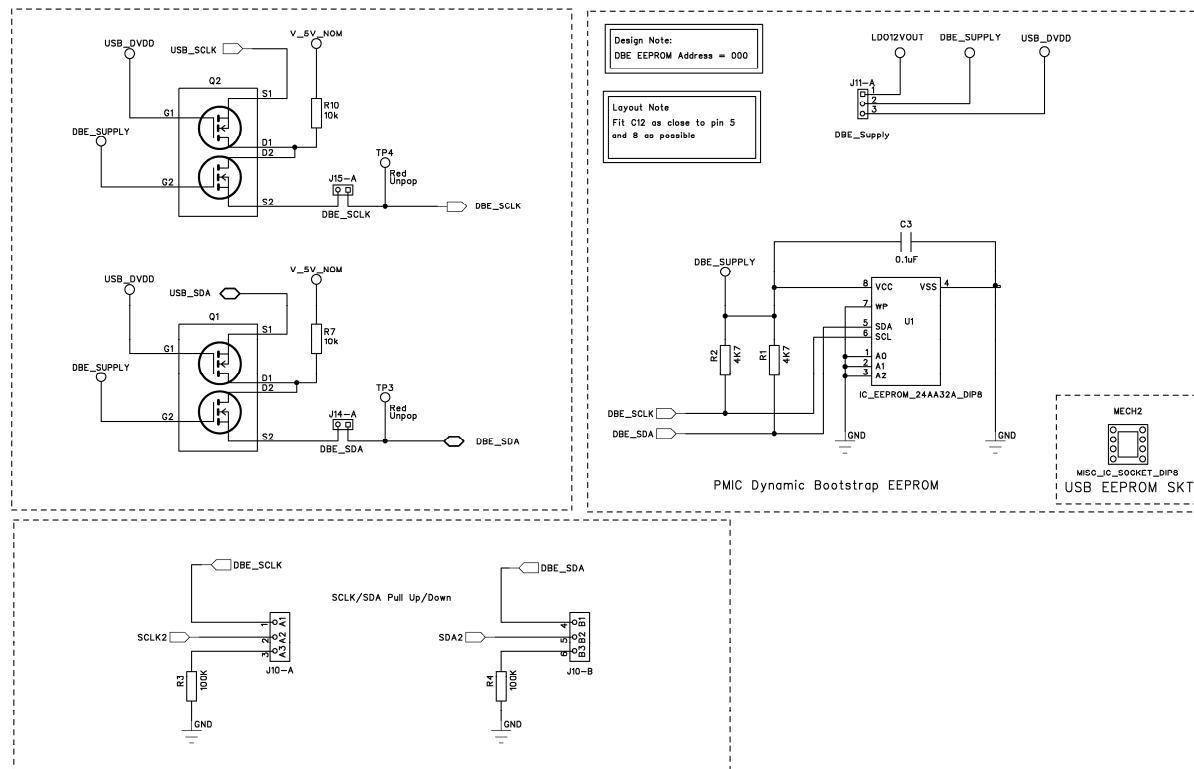 USB_DVDD
USB_SCLK
V_5V_NOM
Q2
S1
R10
10k
G1
D1
D2
DBE_SUPPLY
G2
S2
TP4
Red
Unpop
J15-A
DBE_SCLK
DBE_SCLK
USB_DVDD
USB_SDA
V_5V_NOM
Q1
S1
R7
10k
G1
D1
D2
DBE_SUPPLY
G2
S2
TP3
Red
Unpop
J14-A
DBE_SDA
DBE_SDA
Design Note:
DBE EEPROM Address = 000
Layout Note
Fit C12 as close to pin 5
and 8 as possible
LDO12VOUT
DBE_SUPPLY
USB_DVDD
J11-A
1
2
3
DBE_Supply
C3
0.1uF
DBE_SUPPLY
8 VCC
VSS 4
7 WP
U1
5 SDA
6 SCL
1 A0
2 A1
3 A2
R2
4K7
R1
4K7
IC_EEPROM_24AA32A_DIP8
DBE_SCLK
DBE_SDA
GND
GND
PMIC Dynamic Bootstrap EEPROM
MECH2
MISC_IC_SOCKET_DIP8
USB EEPROM SKT
DBE_SCLK
SCLK/SDA Pull Up/Down
SCLK2
1 A1
2 A2
3 A3
J10-A
R3
100K
GND
DBE_SDA
SDA2
4 B1
5 B2
6 B3
J10-B
R4
100K
GND